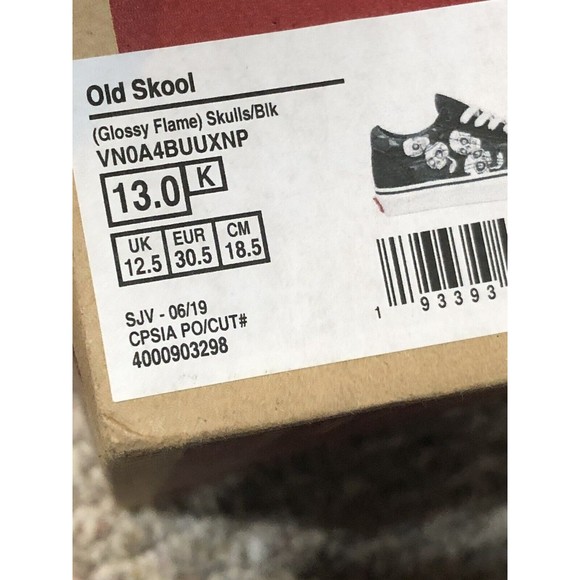 Old Skool
(Glossy Flame) Skulls/Blk
VN0A4BUUXNP
13.0 K
UK EUR CM
12.5 30.5 18.5
SJV - 06/19
CPSIA PO/CUT#
4000903298
1 93393